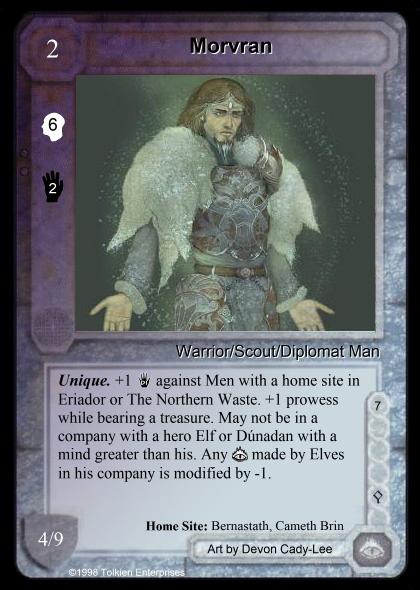 2
Morvran
6
2
Warrior/Scout/Diplomat Man
Unique. +1 against Men with a home site in
Eriador or The Northern Waste. +1 prowess
while bearing a treasure. May not be in a
company with a hero Elf or Dúnadan with a
mind greater than his. Any made by Elves
in his company is modified by -1.
7
Home Site: Bernastath, Cameth Brin
4/9
Art by Devon Cady-Lee
©1998 Tolkien Enterprises